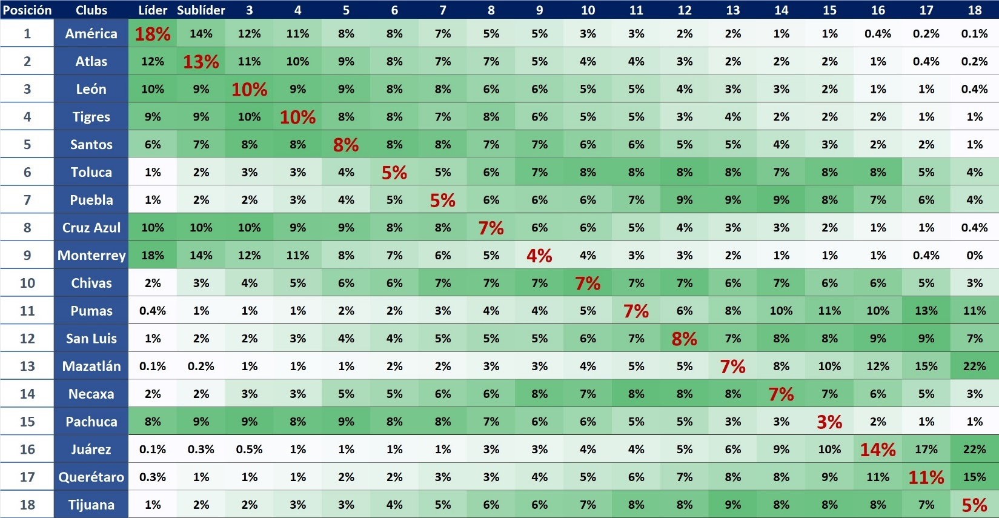 Posición Clubs Líder Sublíder 3 4 5 6 7 8 9 10 11 12 13 14 15 16 17 18
1 América 18% 14% 12% 11% 8% 8% 7% 5% 5% 3% 3% 2% 2% 1% 1% 0.4% 0.2% 0.1%
2 Atlas 12% 13% 11% 10% 9% 8% 7% 7% 5% 4% 4% 3% 2% 2% 2% 1% 0.4% 0.2%
3 León 10% 9% 10% 9% 9% 8% 8% 6% 6% 5% 5% 4% 3% 3% 2% 1% 1% 0.4%
4 Tigres 9% 9% 10% 10% 8% 8% 7% 8% 6% 5% 5% 3% 4% 2% 2% 2% 1% 1%
5 Santos 6% 7% 8% 8% 8% 8% 8% 7% 7% 6% 6% 5% 5% 4% 3% 2% 2% 1%
6 Toluca 1% 2% 3% 3% 4% 5% 5% 6% 7% 8% 8% 8% 8% 7% 8% 8% 5% 4%
7 Puebla 1% 2% 2% 3% 4% 5% 5% 6% 6% 6% 7% 9% 9% 9% 8% 7% 6% 4%
8 Cruz Azul 10% 10% 10% 9% 9% 8% 8% 7% 6% 6% 5% 4% 3% 3% 2% 1% 1% 0.4%
9 Monterrey 18% 14% 12% 11% 8% 7% 6% 5% 4% 4% 3% 3% 2% 1% 1% 1% 0.4% 0%
10 Chivas 2% 3% 4% 5% 6% 6% 7% 7% 7% 7% 7% 7% 6% 7% 6% 6% 5% 3%
11 Pumas 0.4% 1% 1% 1% 2% 2% 3% 4% 4% 5% 7% 6% 8% 10% 11% 10% 13% 11%
12 San Luis 1% 2% 2% 3% 4% 4% 5% 5% 5% 6% 7% 8% 7% 8% 8% 9% 9% 7%
13 Mazatlán 0.1% 0.2% 1% 1% 1% 2% 2% 3% 3% 4% 5% 5% 7% 8% 10% 12% 15% 22%
14 Necaxa 2% 2% 3% 3% 5% 5% 6% 6% 8% 7% 8% 8% 8% 7% 7% 6% 5% 3%
15 Pachuca 8% 9% 9% 8% 9% 8% 8% 7% 6% 6% 5% 5% 3% 3% 3% 2% 1% 1%
16 Juárez 0.1% 0.3% 0.5% 1% 1% 1% 1% 3% 3% 4% 4% 5% 6% 9% 10% 14% 17% 22%
17 Querétaro 0.3% 1% 1% 1% 2% 2% 3% 3% 4% 5% 6% 7% 8% 8% 9% 11% 11% 15%
18 Tijuana 1% 2% 2% 3% 3% 4% 5% 6% 6% 7% 8% 8% 9% 8% 8% 8% 7% 5%